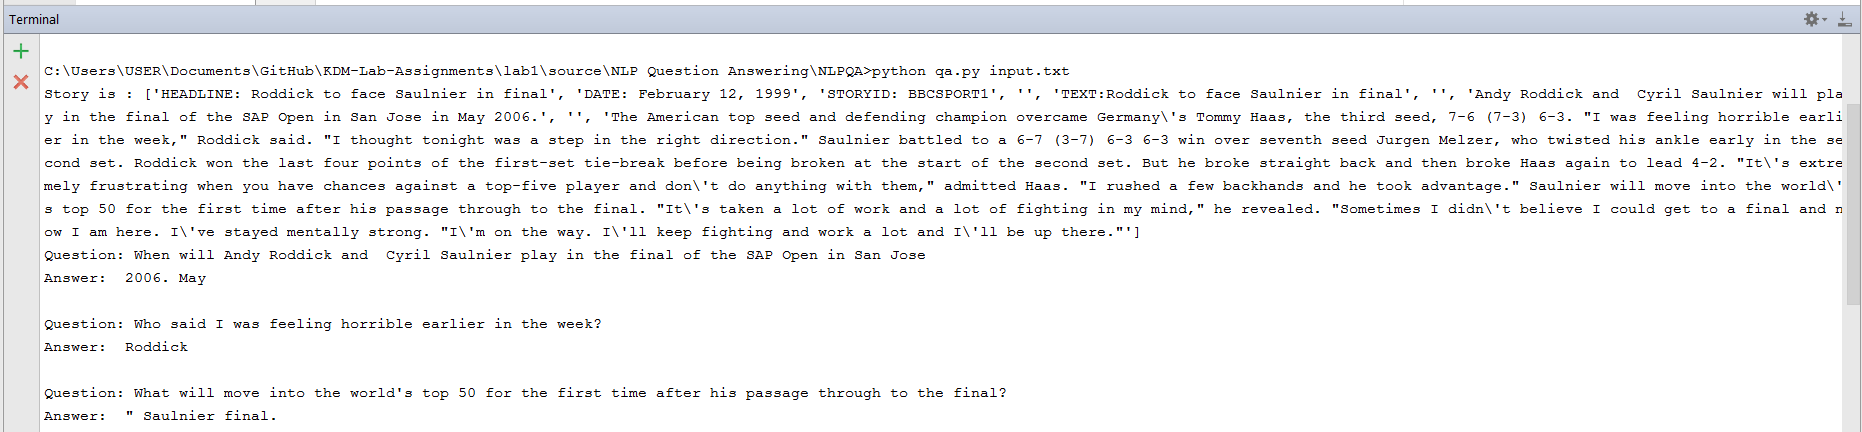 Terminal
C:\Users\USER\Documents\GitHub\KDM-Lab-Assignments\lab1\source\NLP Question Answering\NLPQA>python qa.py input.txt
Story is : ['HEADLINE: Roddick to face Saulnier in final', 'DATE: February 12, 1999', 'STORYID: BBCSPORT1', '', 'TEXT:Roddick to face Saulnier in final', '', 'Andy Roddick and  Cyril Saulnier will pla
y in the final of the SAP Open in San Jose in May 2006.', '', 'The American top seed and defending champion overcame Germany\'s Tommy Haas, the third seed, 7-6 (7-3) 6-3. "I was feeling horrible earli
er in the week," Roddick said. "I thought tonight was a step in the right direction." Saulnier battled to a 6-7 (3-7) 6-3 6-3 win over seventh seed Jurgen Melzer, who twisted his ankle early in the se
cond set. Roddick won the last four points of the first-set tie-break before being broken at the start of the second set. But he broke straight back and then broke Haas again to lead 4-2. "It\'s extre
mely frustrating when you have chances against a top-five player and don\'t do anything with them," admitted Haas. "I rushed a few backhands and he took advantage." Saulnier will move into the world\'
s top 50 for the first time after his passage through to the final. "It\'s taken a lot of work and a lot of fighting in my mind," he revealed. "Sometimes I didn\'t believe I could get to a final and n
ow I am here. I\'ve stayed mentally strong. "I\'m on the way. I\'ll keep fighting and work a lot and I\'ll be up there."']
Question: When will Andy Roddick and  Cyril Saulnier play in the final of the SAP Open in San Jose
Answer:  2006. May
Question: Who said I was feeling horrible earlier in the week?
Answer:  Roddick
Question: What will move into the world's top 50 for the first time after his passage through to the final?
Answer:  " Saulnier final.